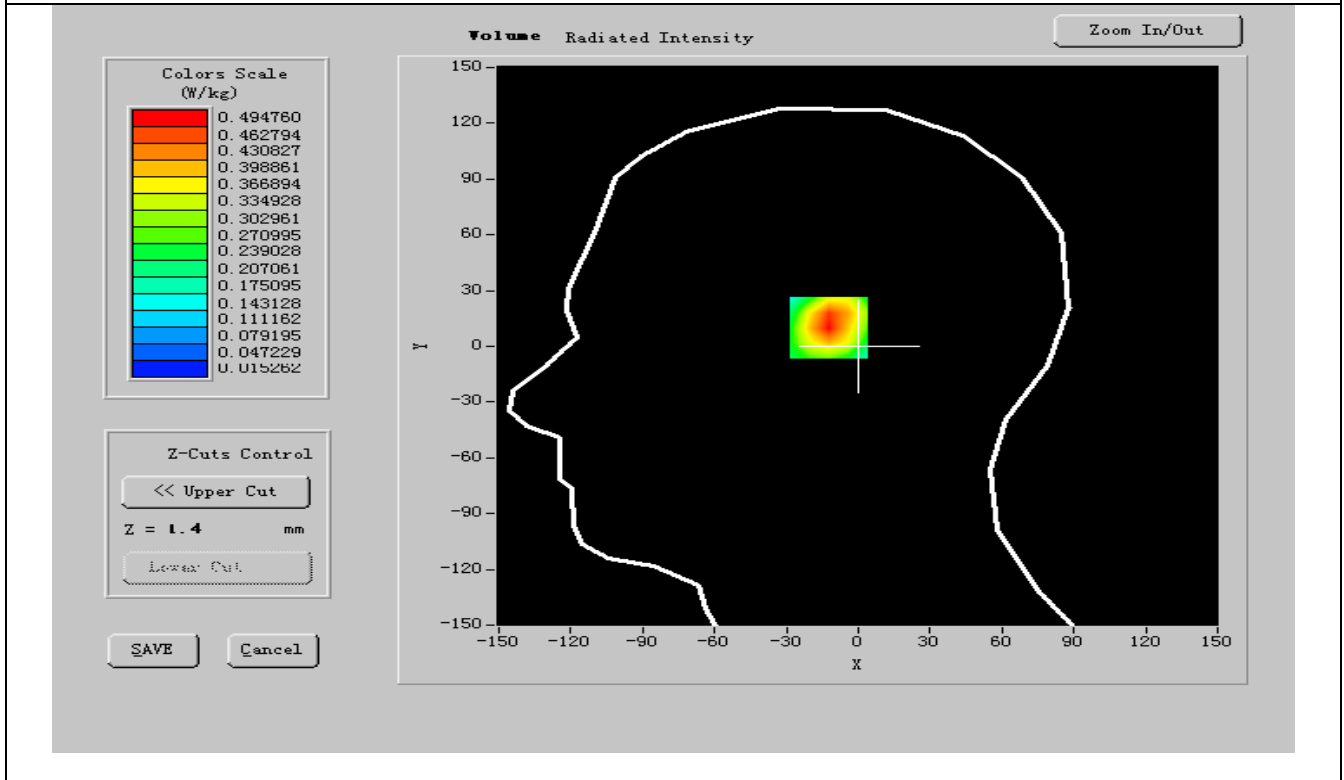 Volume Radiated Intensity
Zoom In/Out
Colors Scale
(W/kg)
0.494760
0.462794
0.430827
0.398861
0.366894
0.334928
0.302961
0.270995
0.239028
0.207061
0.175095
0.143128
0.111162
0.079195
0.047229
0.015262
Z-Cuts Control
<< Upper Cut
Z = 1.4 mm
Lower Cut
SAVE Cancel
150
120
90
60
30
0
-30
-60
-90
-120
-150
Y
-150 -120 -90 -60 -30 0 30 60 90 120 150
X